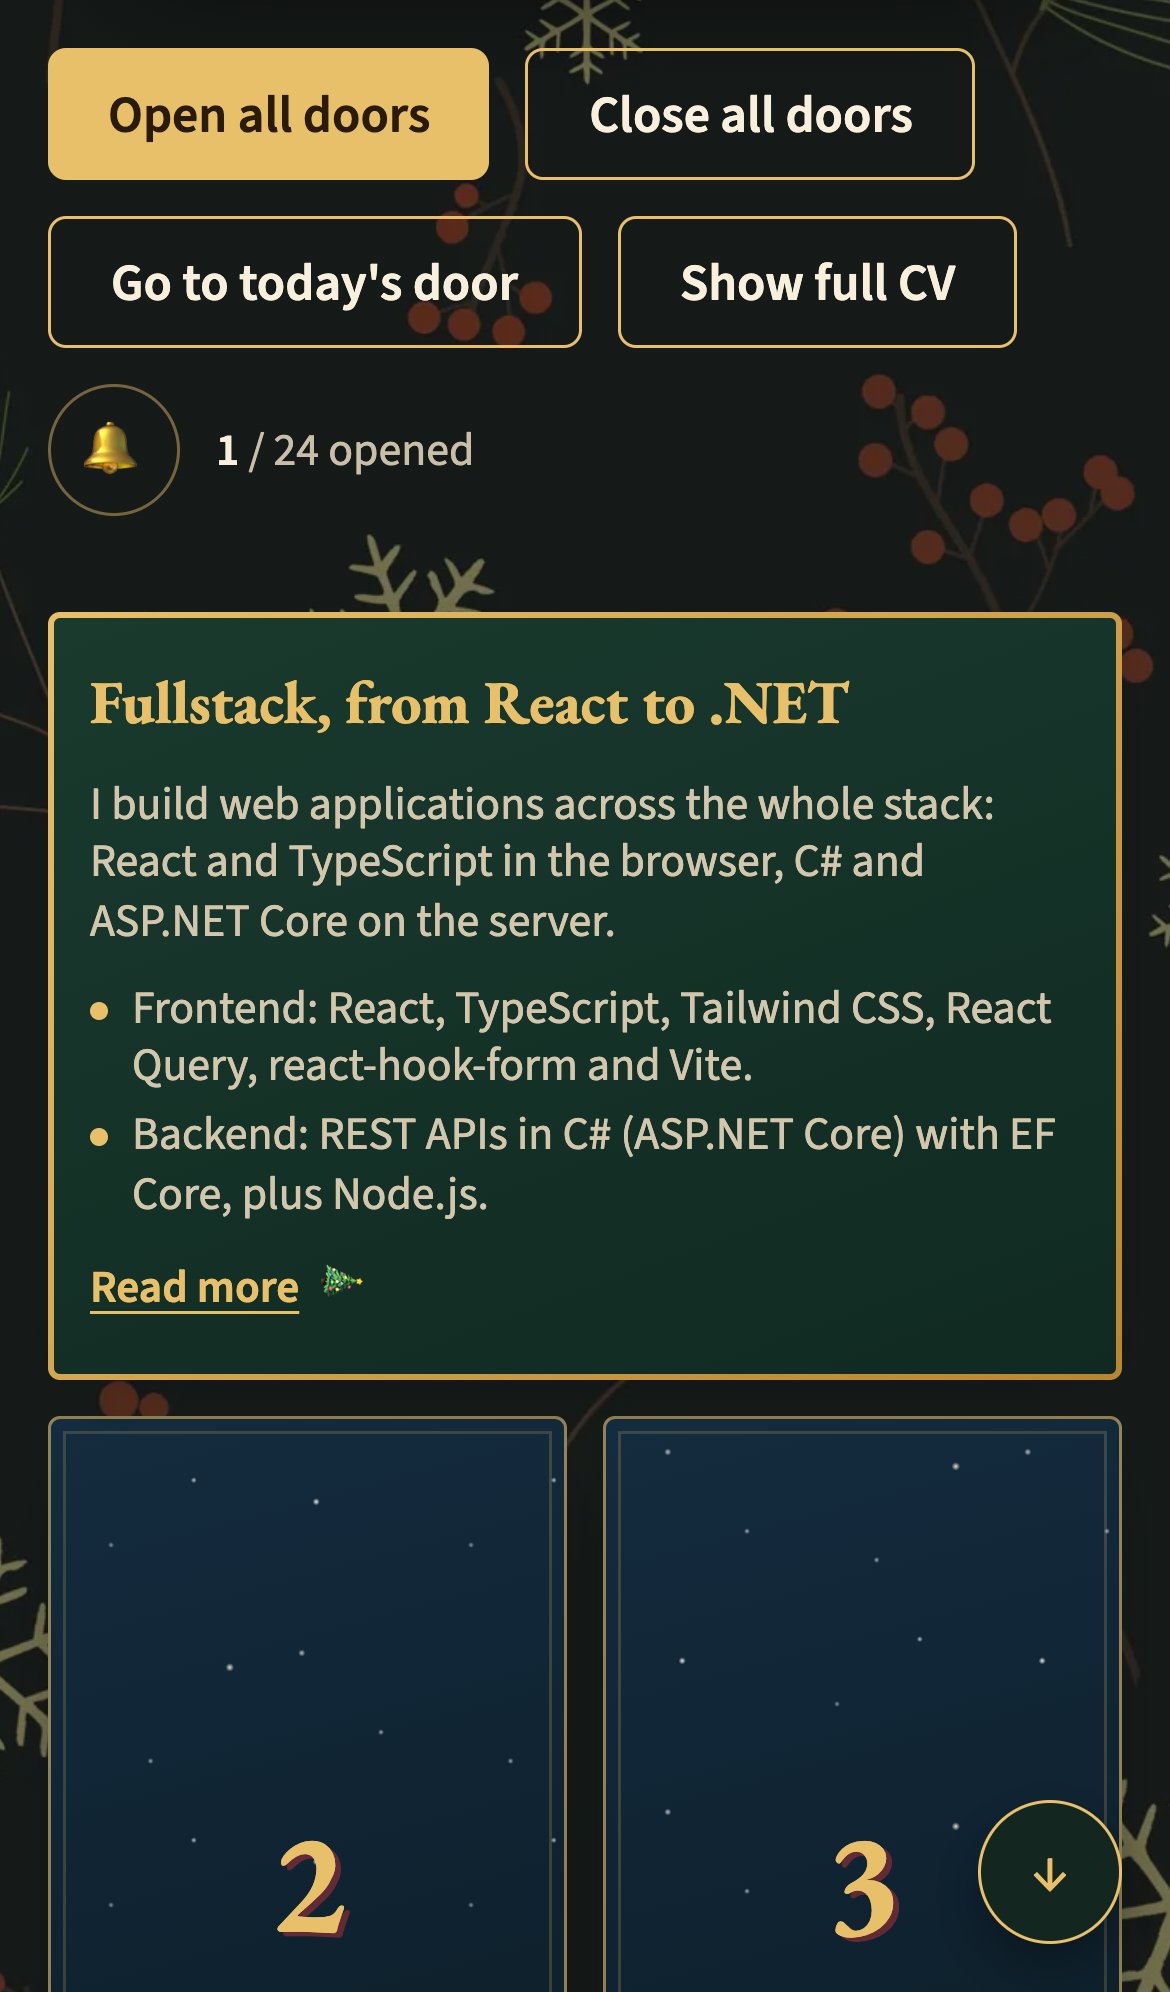 Open all doors
Close all doors
Go to today's door
Show full CV
1 / 24 opened
Fullstack, from React to .NET
I build web applications across the whole stack:
React and TypeScript in the browser, C# and
ASP.NET Core on the server.
Frontend: React, TypeScript, Tailwind CSS, React
Query, react-hook-form and Vite.
Backend: REST APIs in C# (ASP.NET Core) with EF
Core, plus Node.js.
Read more
2
3